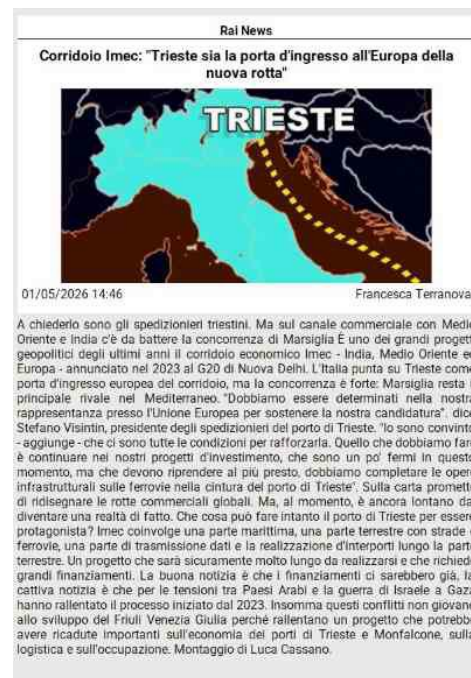 Rai News
Corridoio Imec: "Trieste sia la porta d'ingresso all'Europa della
nuova rotta"
TRIESTE
01/05/2026 14:46
Francesca Terranova
A chiederlo sono gli spedizionieri triestini. Ma sul canale commerciale con Medio
Oriente e India c'è da battere la concorrenza di Marsiglia È uno dei grandi progett
geopolitici degli ultimi anni il corridoio economico Imec - India, Medio Oriente ed
Europa - annunciato nel 2023 al G20 di Nuova Delhi. L'Italia punta su Trieste come
porta d'ingresso europea del corridoio, ma la concorrenza è forte: Marsiglia resta
principale rivale nel Mediterraneo. "Dobbiamo essere determinati nella nostra
rappresentanza presso l'Unione Europea per sostenere la nostra candidatura". dice
Stefano Visintin, presidente degli spedizionieri del porto di Trieste. "Io sono convinto
- aggiunge - che ci sono tutte le condizioni per rafforzarla. Quello che dobbiamo fare
è continuare nei nostri progetti d'investimento, che sono un po' fermi in questo
momento, ma che devono riprendere al più presto, dobbiamo completare le opere
infrastrutturali sulle ferrovie nella cintura del porto di Trieste". Sulla carta promette
di ridisegnare le rotte commerciali globali. Ma, al momento, è ancora lontano dal
diventare una realtà di fatto. Che cosa può fare intanto il porto di Trieste per essere
protagonista? Imec coinvolge una parte marittima, una parte terrestre con strade
ferrovie, una parte di trasmissione dati e la realizzazione d'interporti lungo la parte
terrestre. Un progetto che sarà sicuramente molto lungo da realizzarsi e che richiede
grandi finanziamenti. La buona notizia è che i finanziamenti ci sarebbero già, la
cattiva notizia è che per le tensioni tra Paesi Arabi e la guerra di Israele a Gaza
hanno rallentato il processo iniziato dal 2023. Insomma questi conflitti non giovano
allo sviluppo del Friuli Venezia Giulia perché rallentano un progetto che potrebbe
avere ricadute importanti sull'economia dei porti di Trieste e Monfalcone, sulla
logistica e sull'occupazione. Montaggio di Luca Cassano.